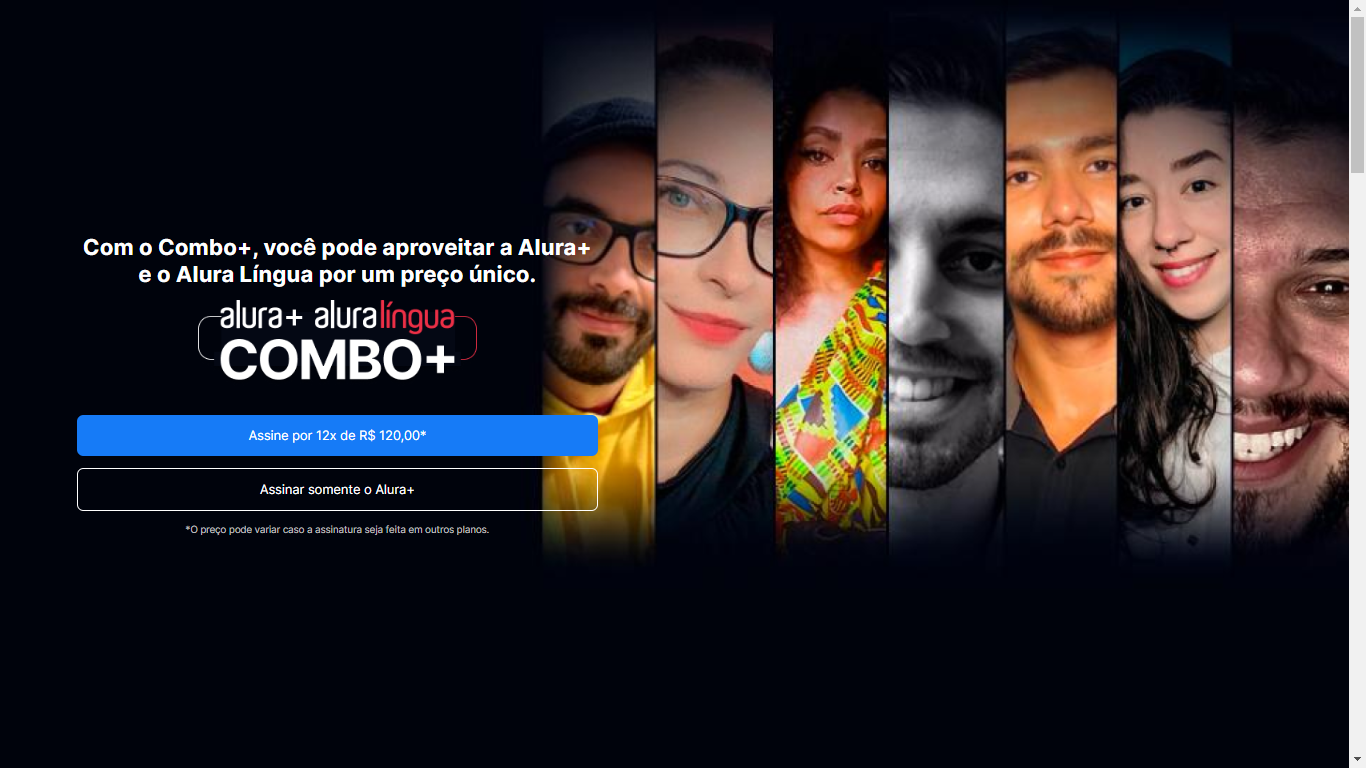 Com o Combo+, você pode aproveitar a Alura+
e o Alura Língua por um preço único.
alura+ aluralíngua
COMBO+
Assine por 12x de R$ 120,00*
Assinar somente o Alura+
*O preço pode variar caso a assinatura seja feita em outros planos.